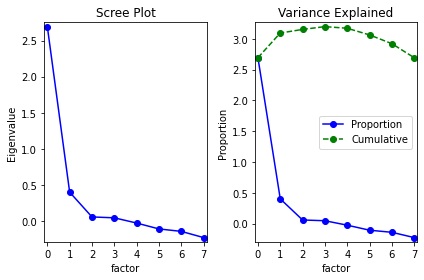 Scree Plot
Eigenvalue
2.5
2.0
1.5
1.0
0.5
0.0
0 1 2 3 4 5 6 7
factor
Variance Explained
Proportion
3.0
2.5
2.0
1.5
1.0
0.5
0.0
Proportion
Cumulative
0 1 2 3 4 5 6 7
factor